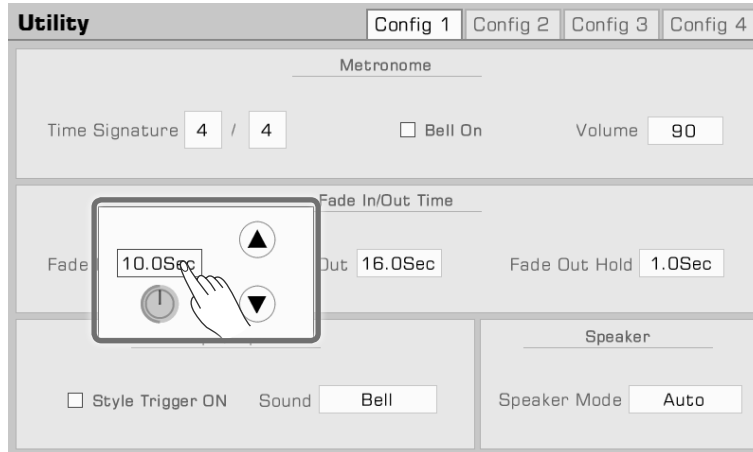 Utility Config 1 Config 2 Config 3 Config 4
Metronome
Time Signature 4 / 4 Bell On Volume 90
Fade In/Out Time
Fade 10.0Sec Out 16.0Sec Fade Out Hold 1.0Sec
Speaker
Style Trigger ON Sound Bell Speaker Mode Auto